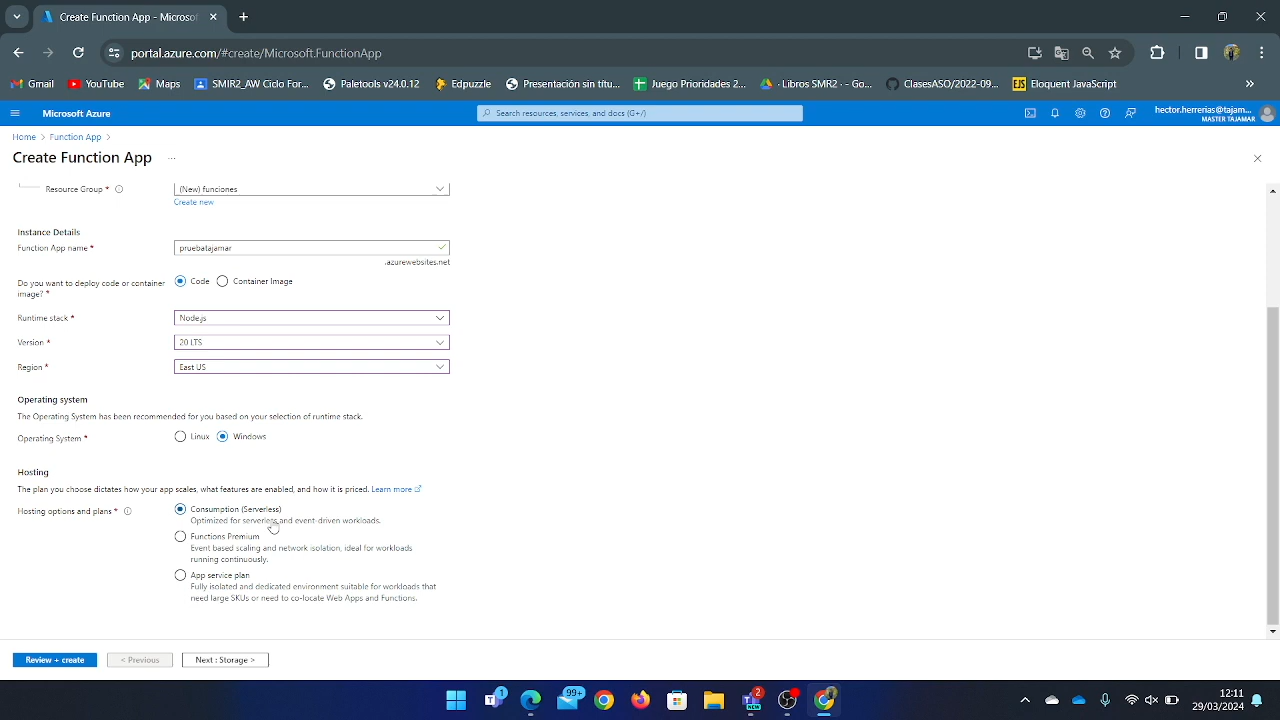 Create Function App - Microsof
portal.azure.com/#create/Microsoft.FunctionApp
Gmail
YouTube
Maps
SMIR2_AW Ciclo For...
Paletools v24.0.12
Edpuzzle
Presentación sin títu...
Juego Prioridades 2...
- Libros SMR2 - - Go...
CLASESASO/2022-09...
Eloquent JavaScript
Microsoft Azure
Search resources, services, and docs (G+/)
hector.herrerias@tajam...
MASTER TAJAMAR
Home > Function App >
Create Function App ...
Resource Group *
(New) funciones
Create new
Instance Details
Function App name *
pruebatajamar
.azurewebsites.net
Do you want to deploy code or container
image? *
Code
Container Image
Runtime stack *
Node.js
Version *
20 LTS
Region *
East US
Operating system
The Operating System has been recommended for you based on your selection of runtime stack.
Operating System *
Linux
Windows
Hosting
The plan you choose dictates how your app scales, what features are enabled, and how it is priced. Learn more
Hosting options and plans *
Consumption (Serverless)
Optimized for serverless and event-driven workloads.
Functions Premium
Event based scaling and network isolation, ideal for workloads
running continuously.
App service plan
Fully isolated and dedicated environment suitable for workloads that
need large SKUs or need to co-locate Web Apps and Functions.
Review + create
< Previous
Next : Storage >
1
99+
2
NEW
12:11
29/03/2024